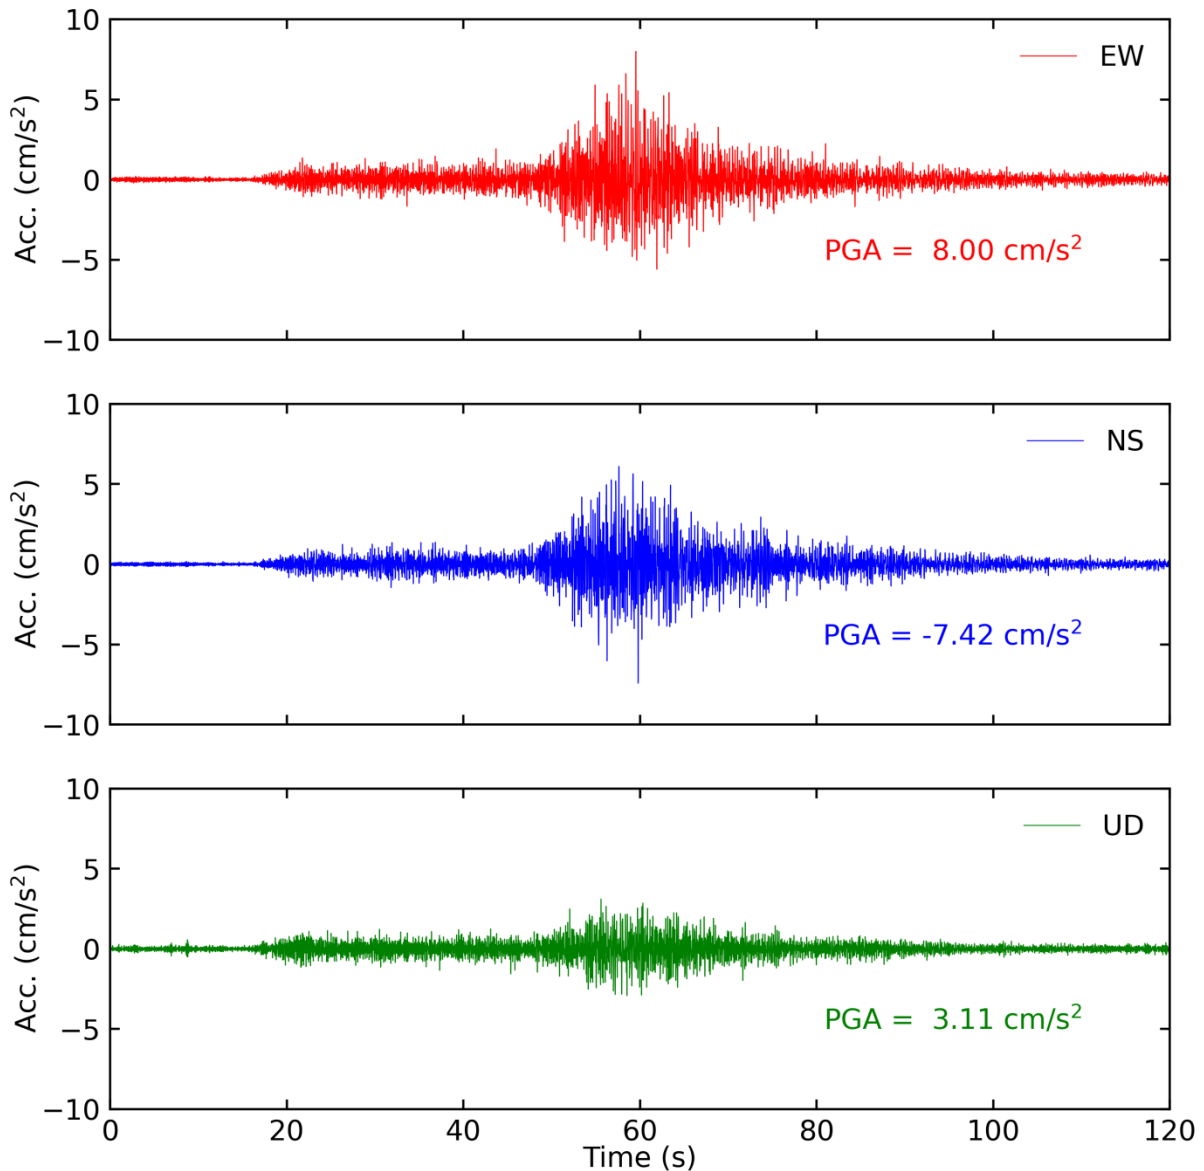 10
5
0
−5
−10
Acc. (cm/s²)
EW
PGA = 8.00 cm/s²
10
5
0
−5
−10
Acc. (cm/s²)
NS
PGA = -7.42 cm/s²
10
5
0
−5
−10
Acc. (cm/s²)
UD
PGA = 3.11 cm/s²
0 20 40 60 80 100 120
Time (s)